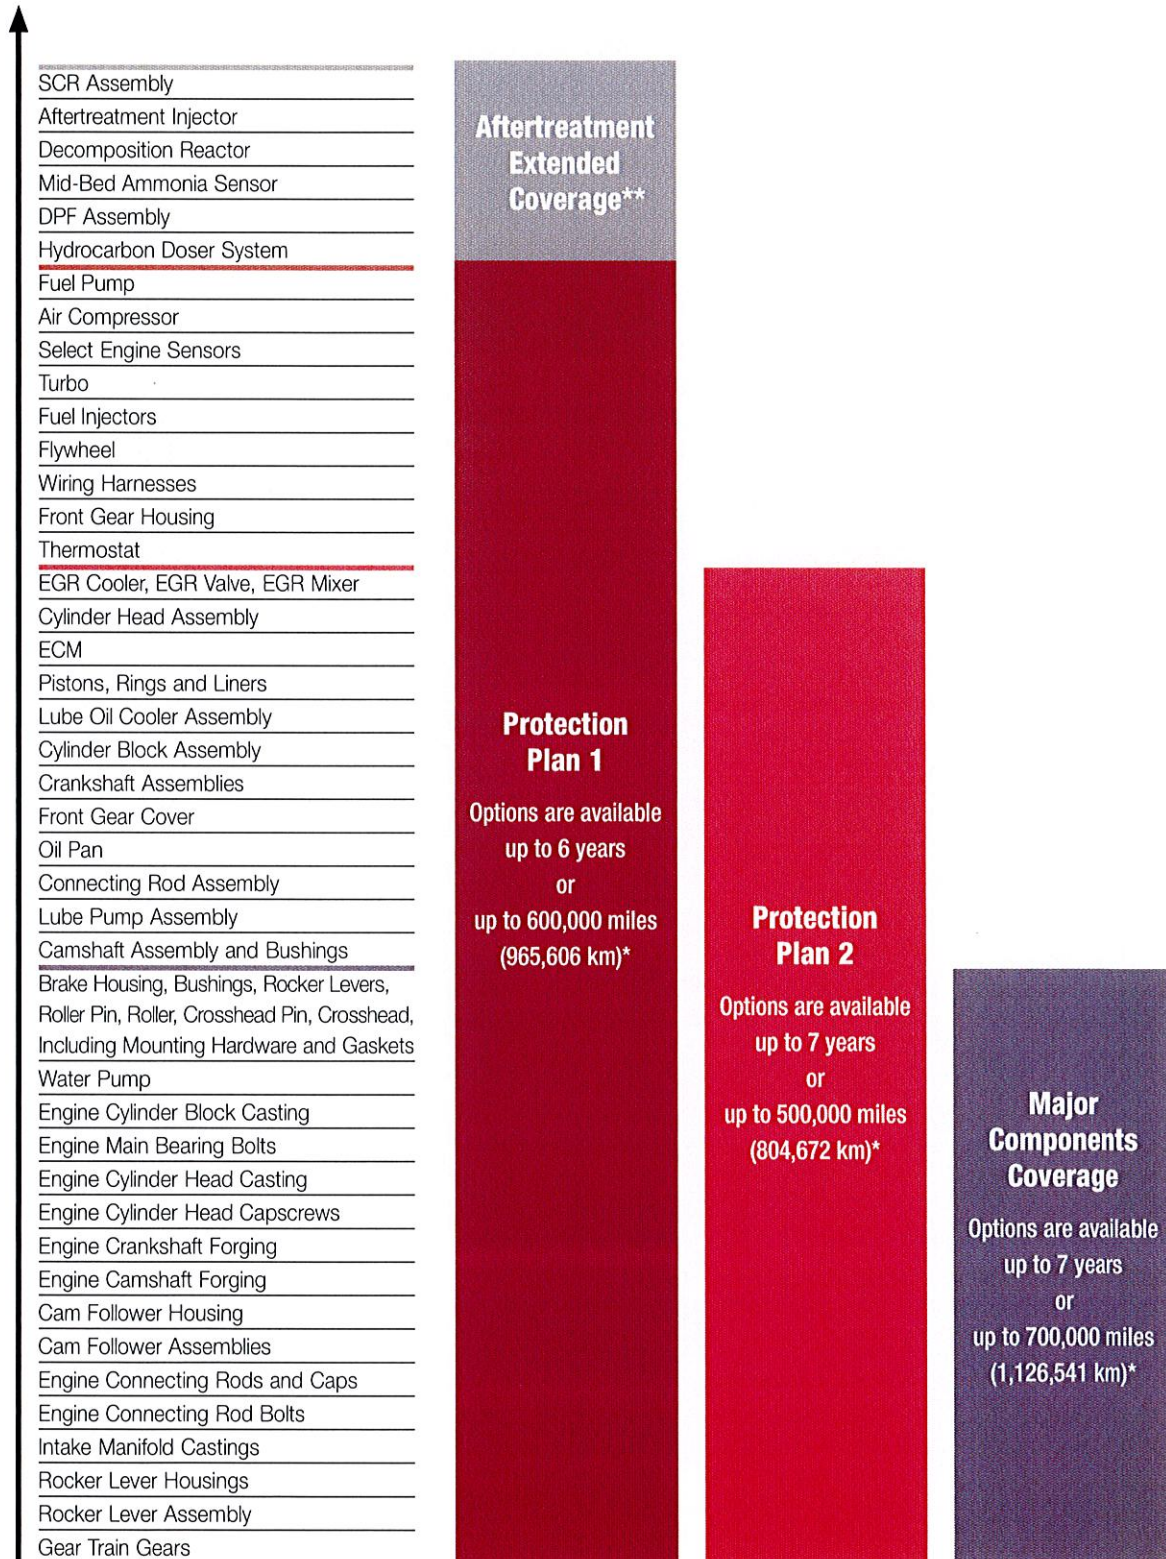 SCR Assembly
Aftertreatment Injector
Decomposition Reactor
Mid-Bed Ammonia Sensor
DPF Assembly
Hydrocarbon Doser System
Fuel Pump
Air Compressor
Select Engine Sensors
Turbo
Fuel Injectors
Flywheel
Wiring Harnesses
Front Gear Housing
Thermostat
EGR Cooler, EGR Valve, EGR Mixer
Cylinder Head Assembly
ECM
Pistons, Rings and Liners
Lube Oil Cooler Assembly
Cylinder Block Assembly
Crankshaft Assemblies
Front Gear Cover
Oil Pan
Connecting Rod Assembly
Lube Pump Assembly
Camshaft Assembly and Bushings
Brake Housing, Bushings, Rocker Levers,
Roller Pin, Roller, Crosshead Pin, Crosshead,
Including Mounting Hardware and Gaskets
Water Pump
Engine Cylinder Block Casting
Engine Main Bearing Bolts
Engine Cylinder Head Casting
Engine Cylinder Head Capscrews
Engine Crankshaft Forging
Engine Camshaft Forging
Cam Follower Housing
Cam Follower Assemblies
Engine Connecting Rods and Caps
Engine Connecting Rod Bolts
Intake Manifold Castings
Rocker Lever Housings
Rocker Lever Assembly
Gear Train Gears
Aftertreatment
Extended
Coverage**
Protection
Plan 1
Options are available
up to 6 years
or
up to 600,000 miles
(965,606 km)*
Protection
Plan 2
Options are available
up to 7 years
or
up to 500,000 miles
(804,672 km)*
Major
Components
Coverage
Options are available
up to 7 years
or
up to 700,000 miles
(1,126,541 km)*